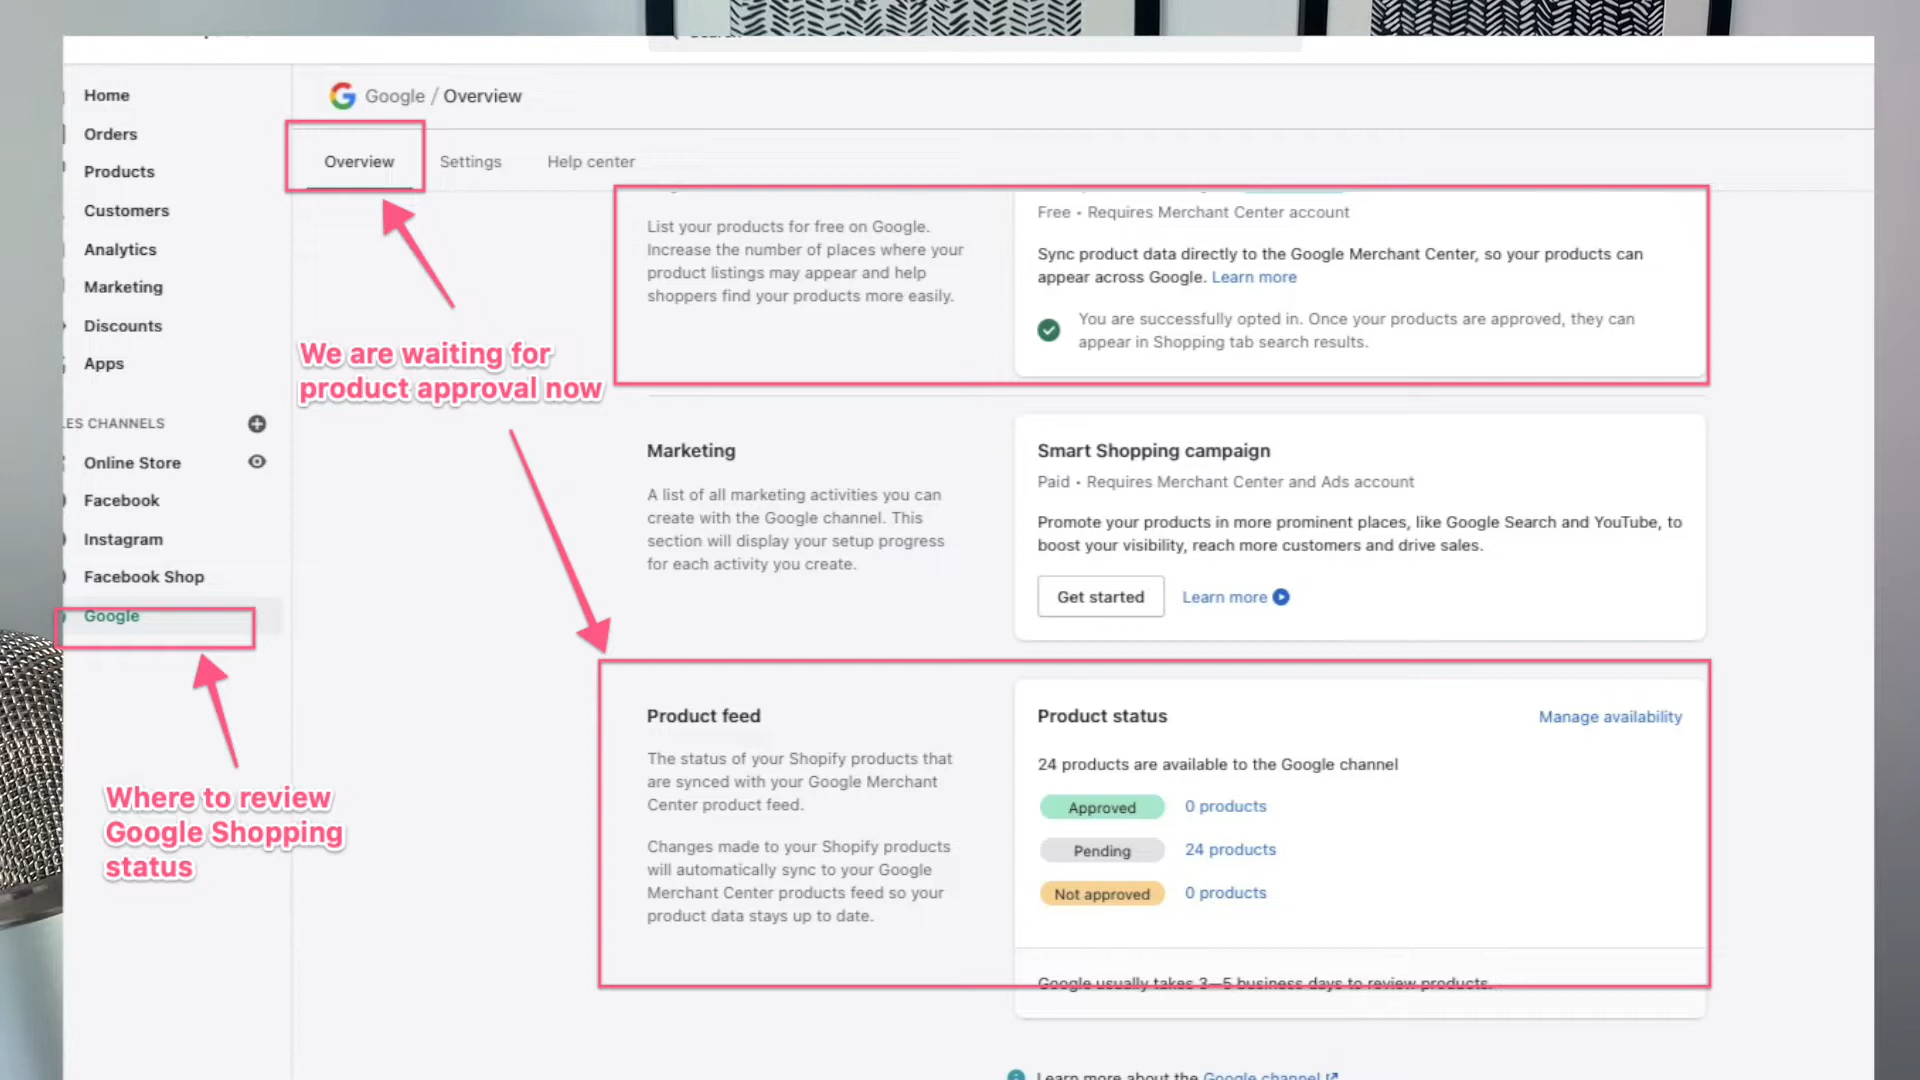 Home
Orders
Products
Customers
Analytics
Marketing
Discounts
Apps
LES CHANNELS
Online Store
Facebook
Instagram
Facebook Shop
Google
Where to review
Google Shopping
status
Google / Overview
Overview
Settings
Help center
We are waiting for
product approval now
List your products for free on Google.
Increase the number of places where your
product listings may appear and help
shoppers find your products more easily.
Free • Requires Merchant Center account
Sync product data directly to the Google Merchant Center, so your products can
appear across Google. Learn more
You are successfully opted in. Once your products are approved, they can
appear in Shopping tab search results.
Marketing
A list of all marketing activities you can
create with the Google channel. This
section will display your setup progress
for each activity you create.
Smart Shopping campaign
Paid • Requires Merchant Center and Ads account
Promote your products in more prominent places, like Google Search and YouTube, to
boost your visibility, reach more customers and drive sales.
Get started
Learn more
Product feed
The status of your Shopify products that
are synced with your Google Merchant
Center product feed.
Changes made to your Shopify products
will automatically sync to your Google
Merchant Center products feed so your
product data stays up to date.
Product status
Manage availability
24 products are available to the Google channel
Approved 0 products
Pending 24 products
Not approved 0 products
Google usually takes 3—5 business days to review products.
Learn more about the Google channel